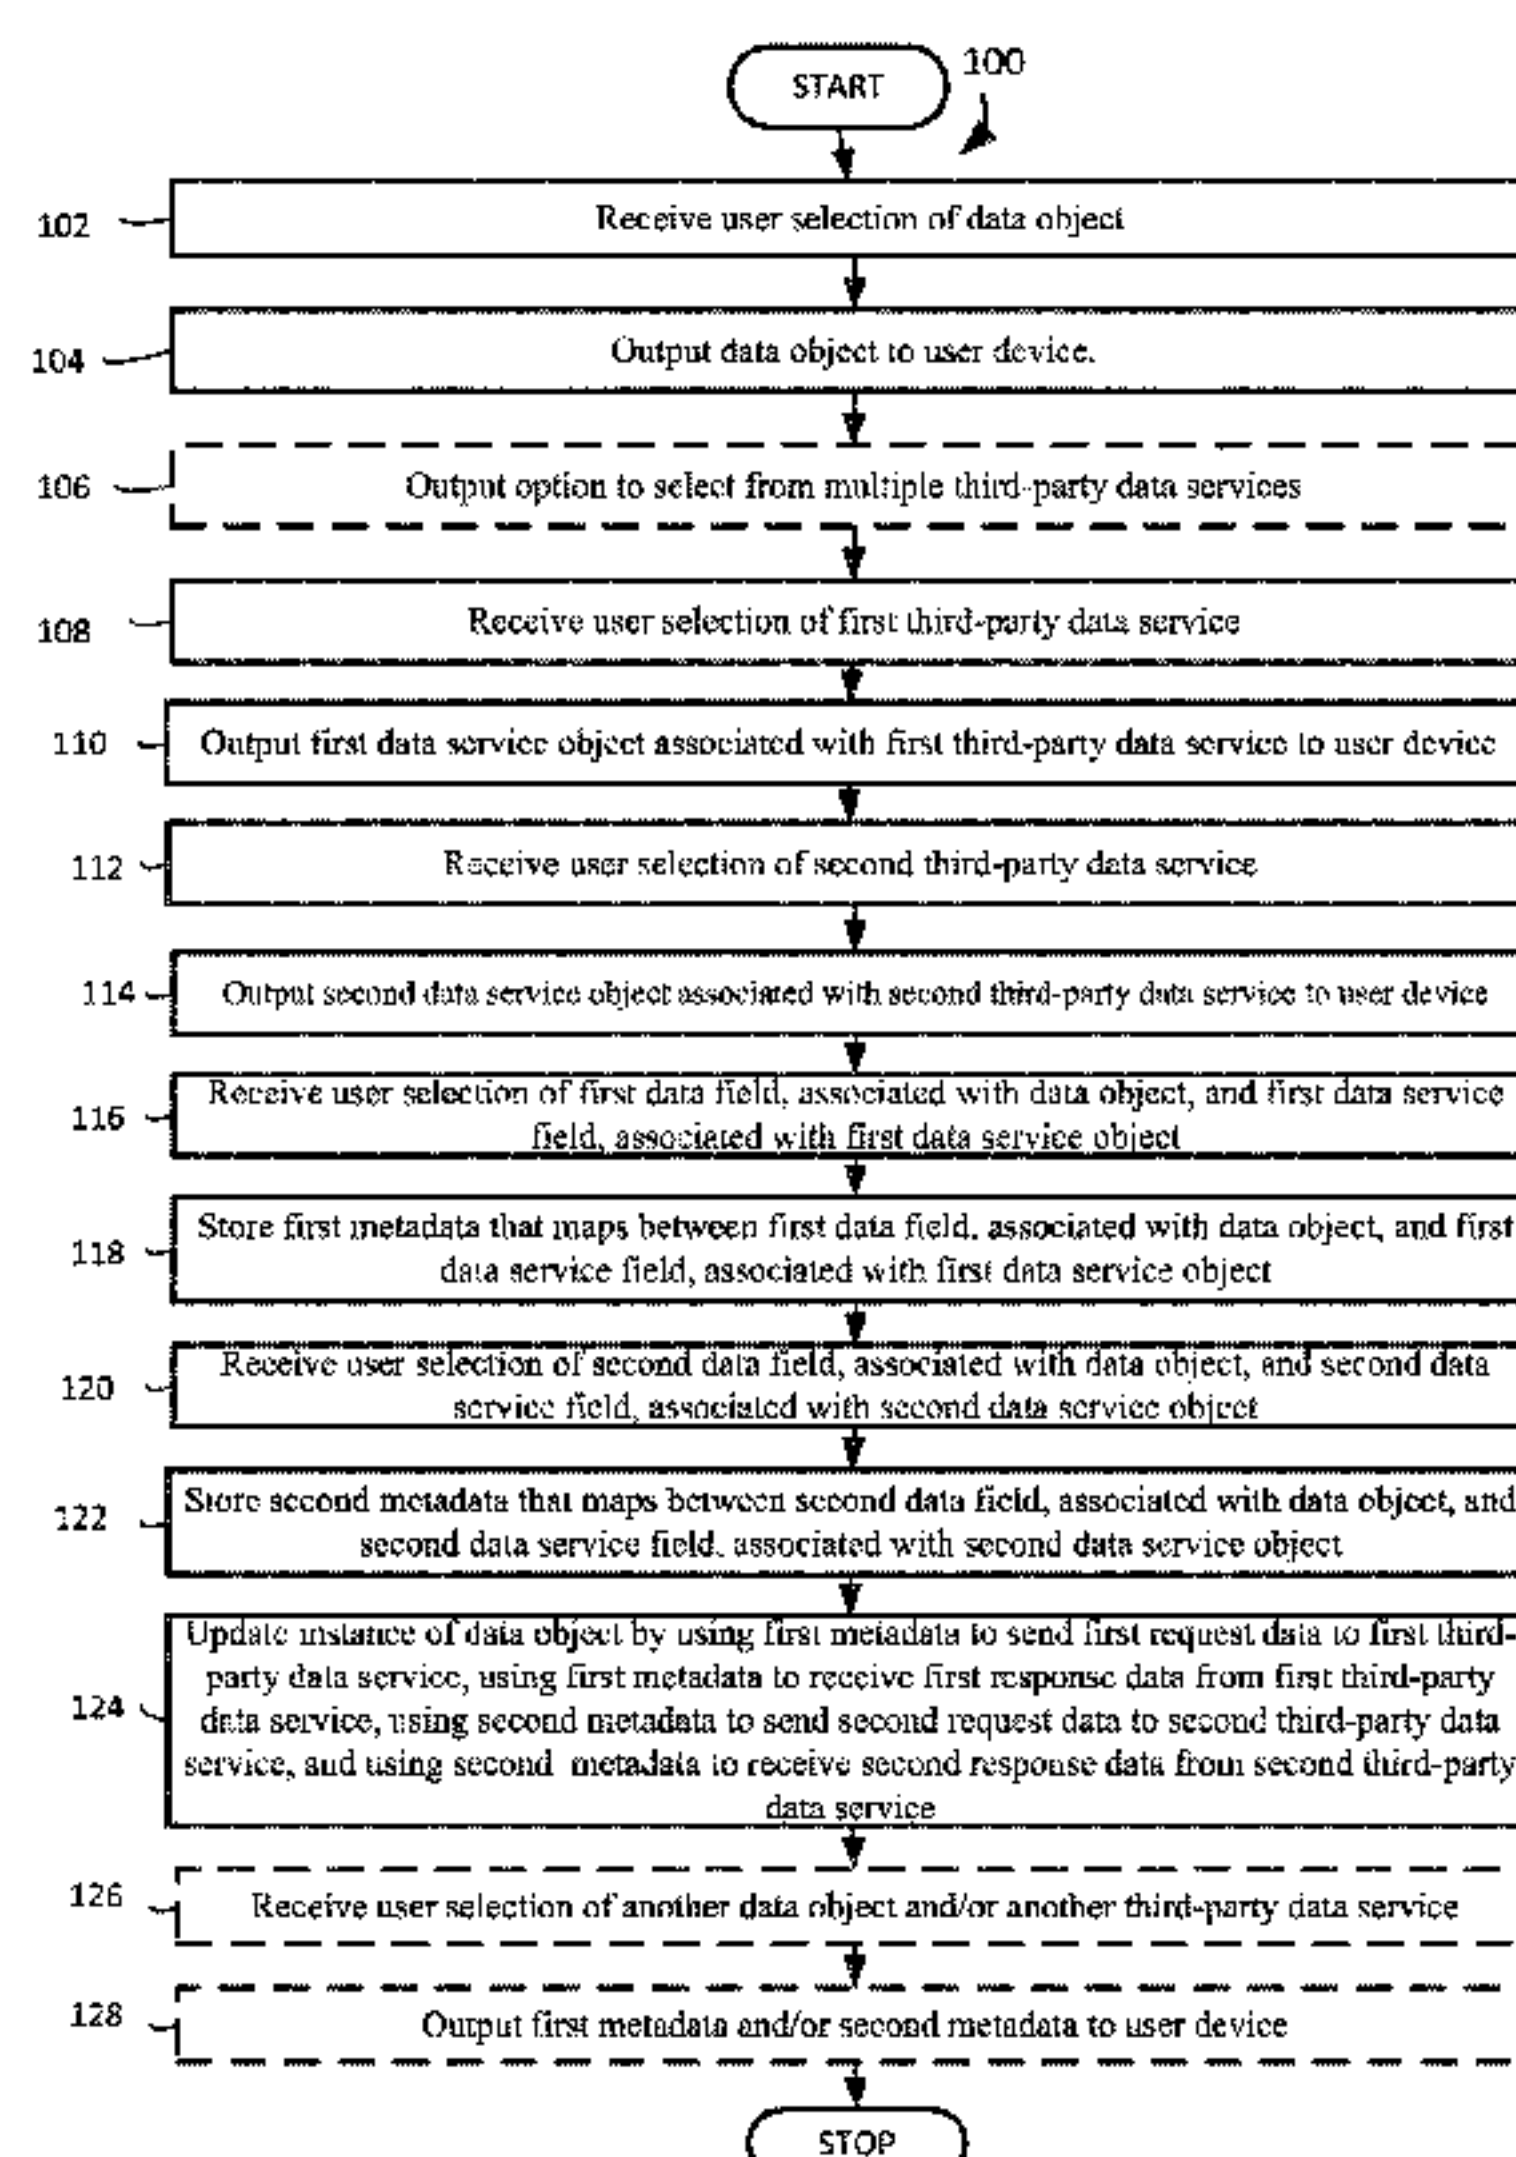 START
100
102
Receive user selection of data object
104
Output data object to user device.
106
Output option to select from multiple third-party data services
108
Receive user selection of first third-party data service
110
Output first data service object associated with first third-party data service to user device
112
Receive user selection of second third-party data service
114
Output second data service object associated with second third-party data service to user device
116
Receive user selection of first data field, associated with data object, and first data service
field, associated with first data service object
118
Store first metadata that maps between first data field, associated with data object, and first
data service field, associated with first data service object
120
Receive user selection of second data field, associated with data object, and second data
service field, associated with second data service object
122
Store second metadata that maps between second data field, associated with data object, and
second data service field, associated with second data service object
124
Update instance of data object by using first metadata to send first request data to first third-
party data service, using first metadata to receive first response data from first third-party
data service, using second metadata to send second request data to second third-party data
service, and using second metadata to receive second response data from second third-party
data service
126
Receive user selection of another data object and/or another third-party data service
128
Output first metadata and/or second metadata to user device
STOP